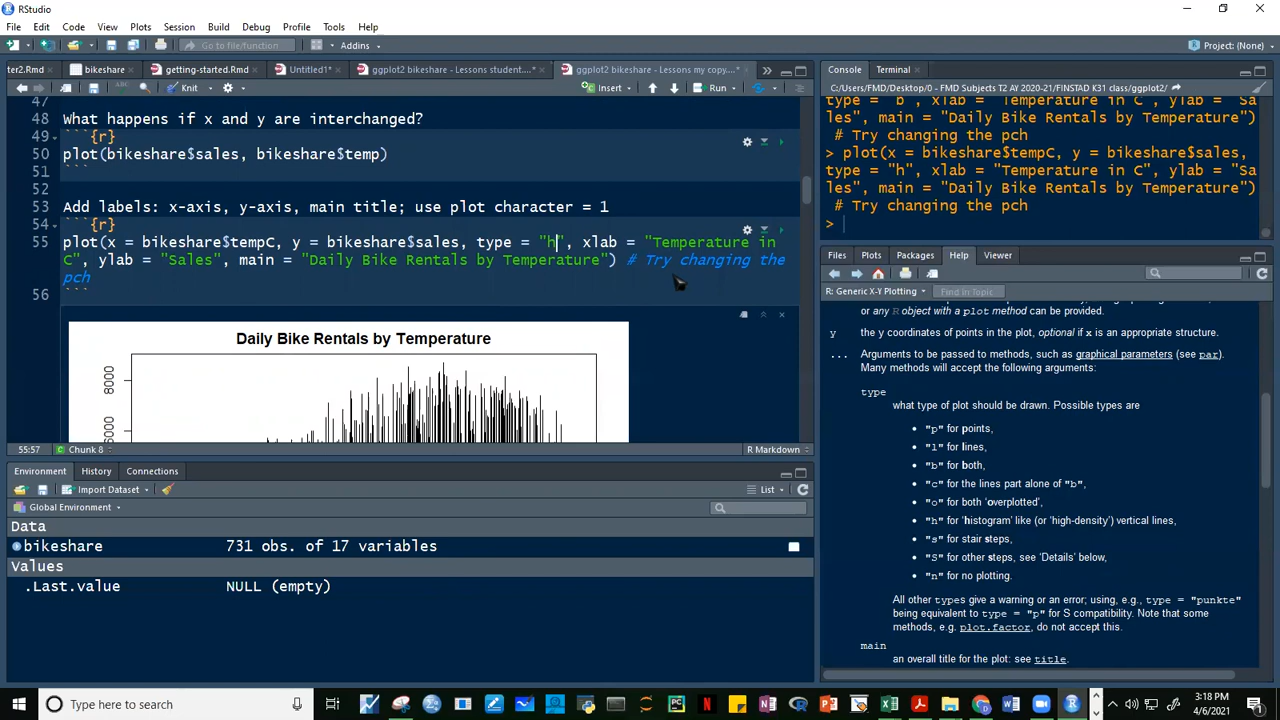 RStudio
File Edit Code View Plots Session Build Debug Profile Tools Help
Go to file/function Addins Project: (None)
ter2.Rmd bikeshare getting-started.Rmd Untitled1* ggplot2 bikeshare - Lessons student....* ggplot2 bikeshare - Lessons my copy....*
ABC Knit Insert Run
47
48 What happens if x and y are interchanged?
49 ```{r}
50 plot(bikeshare$sales, bikeshare$temp)
51 ```
52
53 Add labels: x-axis, y-axis, main title; use plot character = 1
54 ```{r}
55 plot(x = bikeshare$tempC, y = bikeshare$sales, type = "h", xlab = "Temperature in
C", ylab = "Sales", main = "Daily Bike Rentals by Temperature") # Try changing the
pch
56 ```
Daily Bike Rentals by Temperature
8000
6000
55:57 Chunk 8 R Markdown
Environment History Connections
Import Dataset List
Global Environment
Data
bikeshare 731 obs. of 17 variables
Values
.Last.value NULL (empty)
Console Terminal
C:/Users/FMD/Desktop/0 - FMD Subjects T2 AY 2020-21/FINSTAD K31 class/ggplot2/
type = "b", xlab = "Temperature in C", ylab = "Sa
les", main = "Daily Bike Rentals by Temperature")
# Try changing the pch
> plot(x = bikeshare$tempC, y = bikeshare$sales,
type = "h", xlab = "Temperature in C", ylab = "Sa
les", main = "Daily Bike Rentals by Temperature")
# Try changing the pch
>
Files Plots Packages Help Viewer
R: Generic X-Y Plotting Find in Topic
or any R object with a plot method can be provided.
y the y coordinates of points in the plot, optional if x is an appropriate structure.
... Arguments to be passed to methods, such as graphical parameters (see par).
Many methods will accept the following arguments:
type
what type of plot should be drawn. Possible types are
• "p" for points,
• "l" for lines,
• "b" for both,
• "c" for the lines part alone of "b",
• "o" for both ‘overplotted’,
• "h" for ‘histogram’ like (or ‘high-density’) vertical lines,
• "s" for stair steps,
• "S" for other steps, see ‘Details’ below,
• "n" for no plotting.
All other types give a warning or an error; using, e.g., type = "punkte"
being equivalent to type = "p" for S compatibility. Note that some
methods, e.g. plot.factor, do not accept this.
main
an overall title for the plot: see title.
Type here to search
3:18 PM
4/6/2021